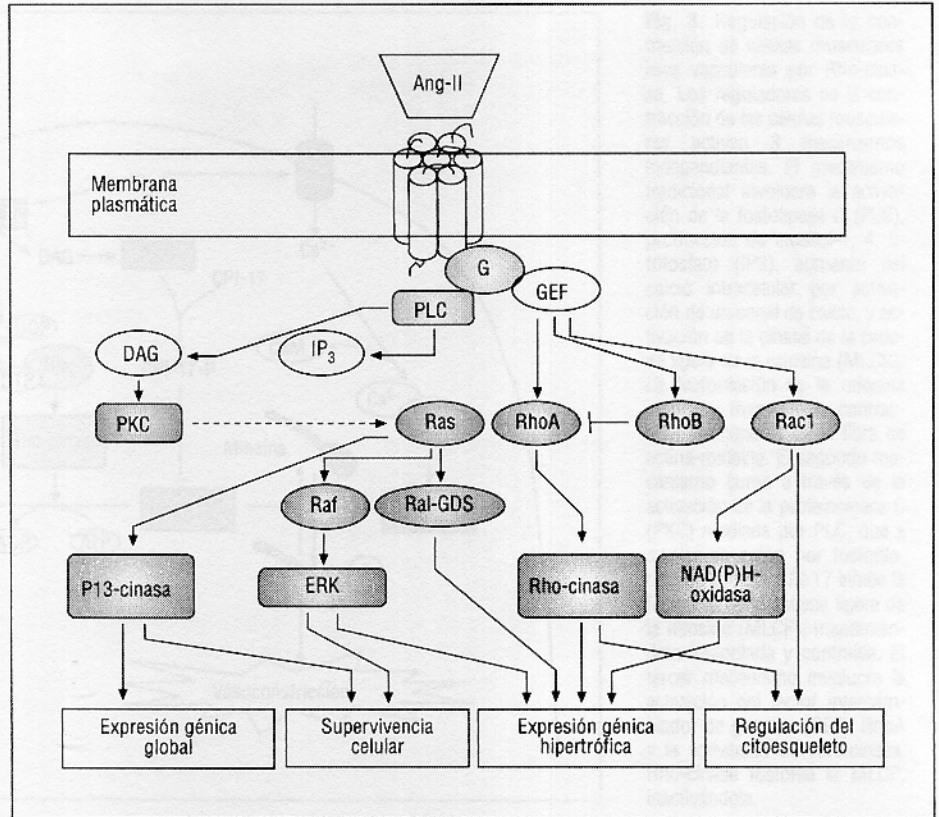 Ang-II
Membrana
plasmática
G
GEF
PLC
DAG
IP3
PKC
Ras
RhoA
RhoB
Rac1
Raf
Ral-GDS
P13-cinasa
ERK
Rho-cinasa
NAD(P)H-
oxidasa
Expresión génica
global
Supervivencia
celular
Expresión génica
hipertrófica
Regulación del
citoesqueleto